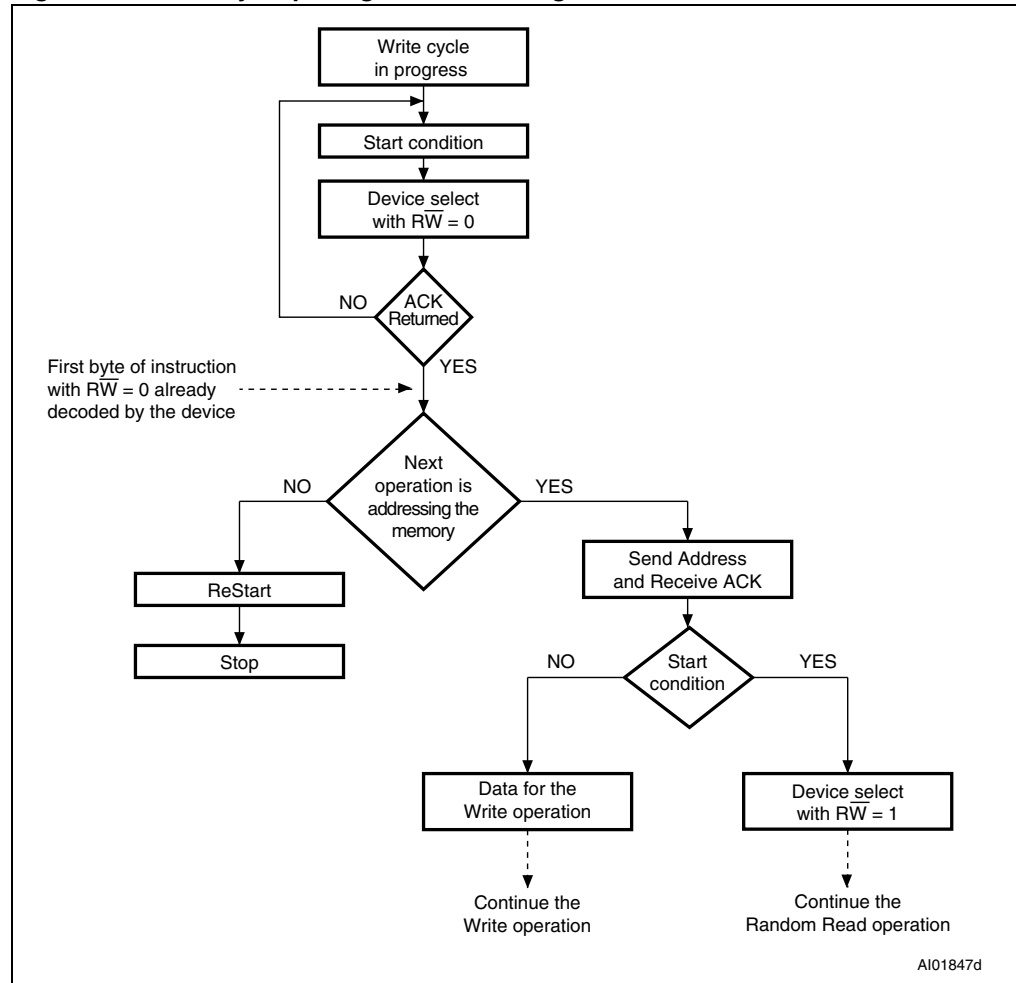 Write cycle
in progress
Start condition
Device select
with RW̅ = 0
NO
ACK
Returned
YES
First byte of instruction
with RW̅ = 0 already
decoded by the device
Next
operation is
addressing the
memory
NO
YES
ReStart
Stop
Send Address
and Receive ACK
Start
condition
NO
YES
Data for the
Write operation
Device select
with RW̅ = 1
Continue the
Write operation
Continue the
Random Read operation
AI01847d